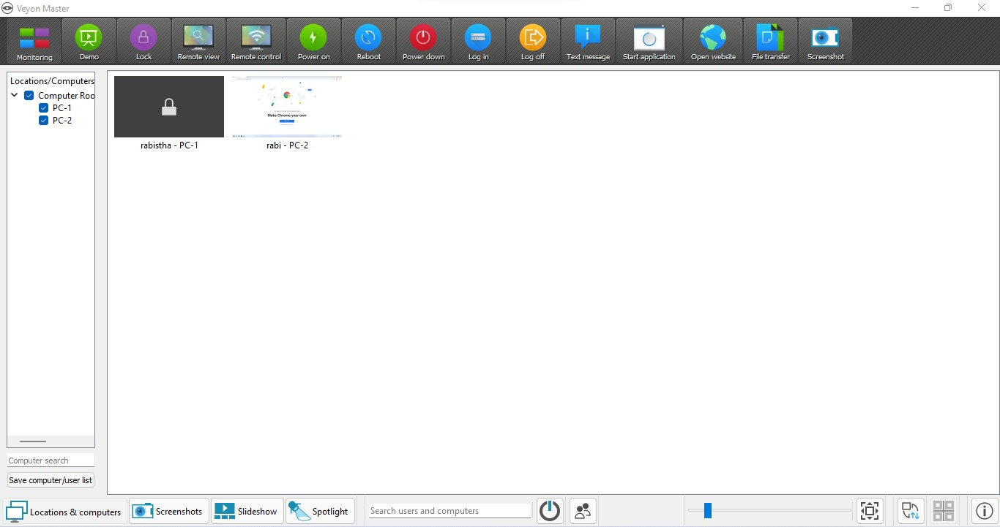 Veyon Master
Monitoring Demo Lock Remote view Remote control Power on Reboot Power down Log in Log off Text message Start application Open website File transfer Screenshot
Locations/Computers
Computer Roo
PC-1
PC-2
Make Chrome your own
rabistha - PC-1
rabi - PC-2
Computer search
Save computer/user list
Locations & computers Screenshots Slideshow Spotlight Search users and computers